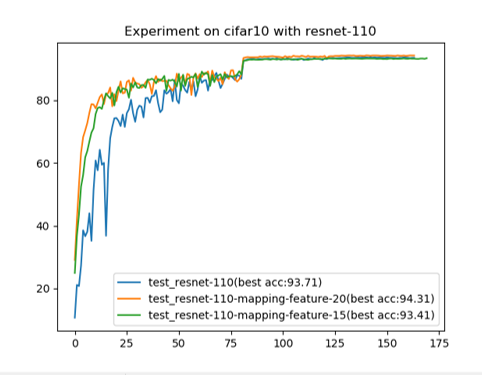 Experiment on cifar10 with resnet-110
80
60
40
20
test_resnet-110(best acc:93.71)
test_resnet-110-mapping-feature-20(best acc:94.31)
test_resnet-110-mapping-feature-15(best acc:93.41)
0 25 50 75 100 125 150 175